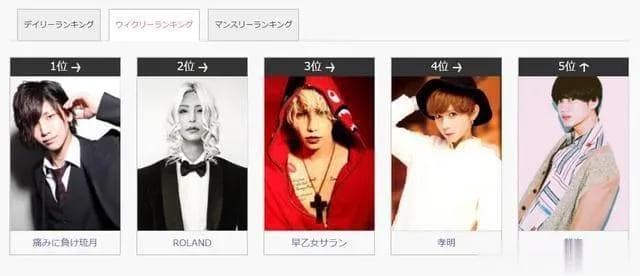 デイリーランキング
ウィクリーランキング
マンスリーランキング
1位→
2位→
3位→
4位→
5位↑
痛みに負け琉月
ROLAND
早乙女サラン
孝明